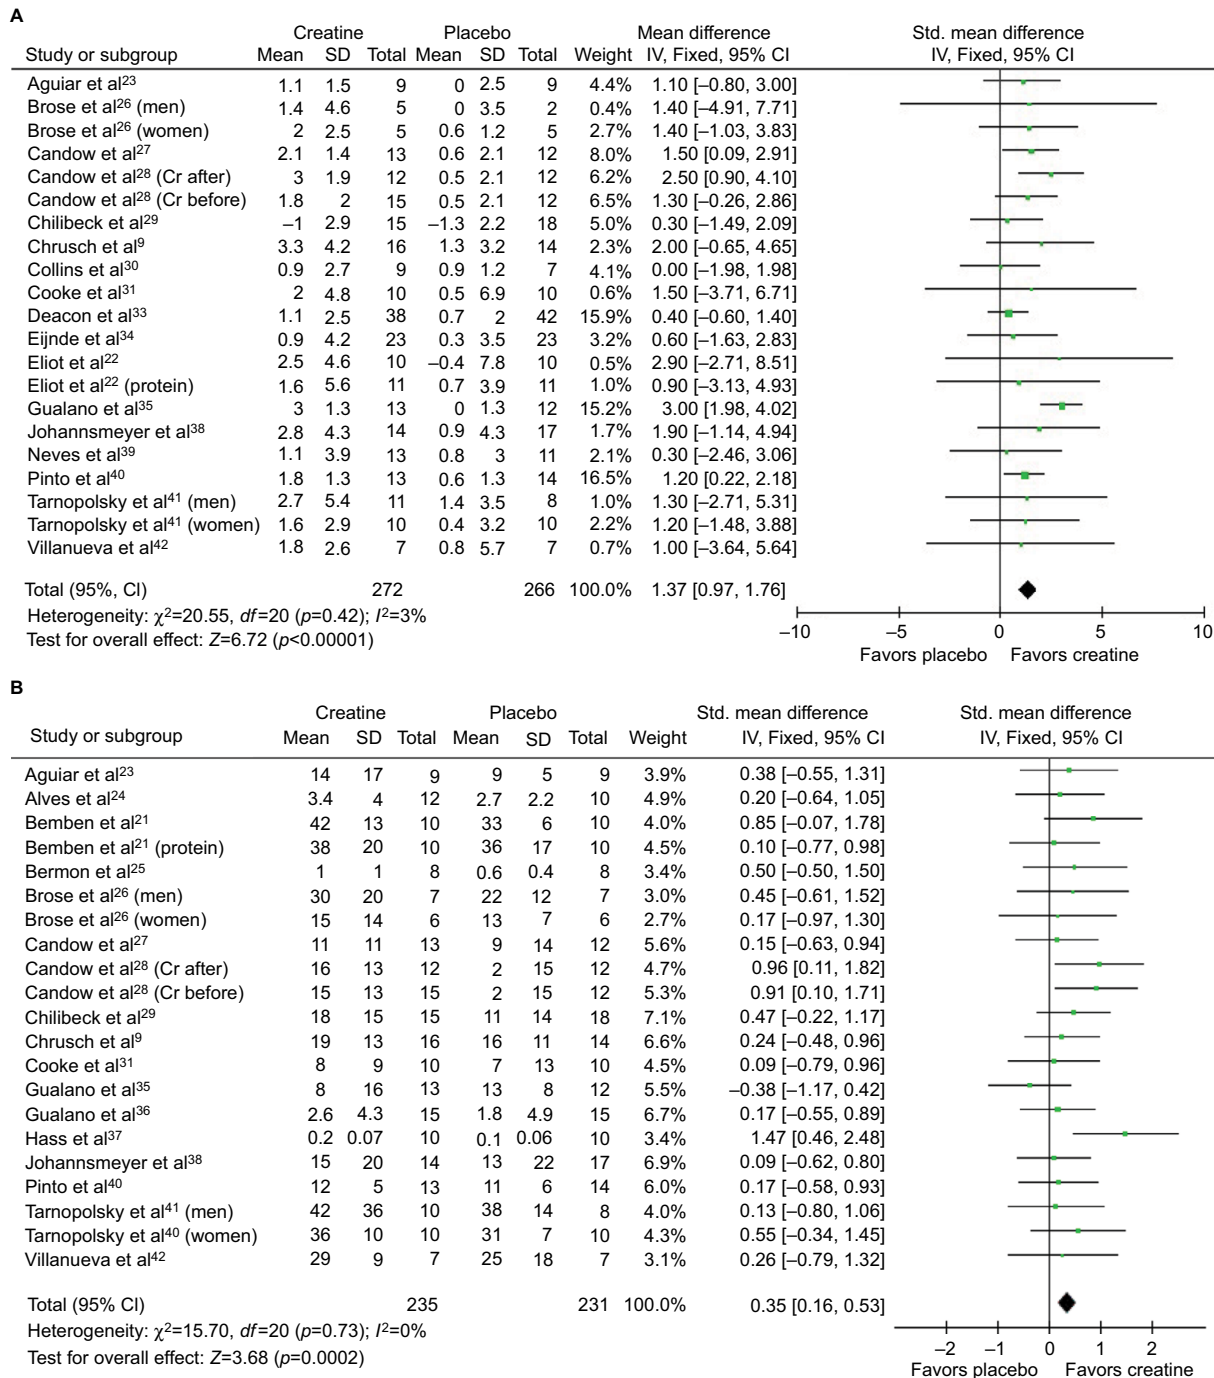 A
Creatine Placebo Mean difference Std. mean difference
Study or subgroup Mean SD Total Mean SD Total Weight IV, Fixed, 95% CI IV, Fixed, 95% CI
Aguiar et al²³ 1.1 1.5 9 0 2.5 9 4.4% 1.10 [–0.80, 3.00]
Brose et al²⁶ (men) 1.4 4.6 5 0 3.5 2 0.4% 1.40 [–4.91, 7.71]
Brose et al²⁶ (women) 2 2.5 5 0.6 1.2 5 2.7% 1.40 [–1.03, 3.83]
Candow et al²⁷ 2.1 1.4 13 0.6 2.1 12 8.0% 1.50 [0.09, 2.91]
Candow et al²⁸ (Cr after) 3 1.9 12 0.5 2.1 12 6.2% 2.50 [0.90, 4.10]
Candow et al²⁸ (Cr before) 1.8 2 15 0.5 2.1 12 6.5% 1.30 [–0.26, 2.86]
Chilibeck et al²⁹ –1 2.9 15 –1.3 2.2 18 5.0% 0.30 [–1.49, 2.09]
Chrusch et al⁹ 3.3 4.2 16 1.3 3.2 14 2.3% 2.00 [–0.65, 4.65]
Collins et al³⁰ 0.9 2.7 9 0.9 1.2 7 4.1% 0.00 [–1.98, 1.98]
Cooke et al³¹ 2 4.8 10 0.5 6.9 10 0.6% 1.50 [–3.71, 6.71]
Deacon et al³³ 1.1 2.5 38 0.7 2 42 15.9% 0.40 [–0.60, 1.40]
Eijnde et al³⁴ 0.9 4.2 23 0.3 3.5 23 3.2% 0.60 [–1.63, 2.83]
Eliot et al²² 2.5 4.6 10 –0.4 7.8 10 0.5% 2.90 [–2.71, 8.51]
Eliot et al²² (protein) 1.6 5.6 11 0.7 3.9 11 1.0% 0.90 [–3.13, 4.93]
Gualano et al³⁵ 3 1.3 13 0 1.3 12 15.2% 3.00 [1.98, 4.02]
Johannsmeyer et al³⁸ 2.8 4.3 14 0.9 4.3 17 1.7% 1.90 [–1.14, 4.94]
Neves et al³⁹ 1.1 3.9 13 0.8 3 11 2.1% 0.30 [–2.46, 3.06]
Pinto et al⁴⁰ 1.8 1.3 13 0.6 1.3 14 16.5% 1.20 [0.22, 2.18]
Tarnopolsky et al⁴¹ (men) 2.7 5.4 11 1.4 3.5 8 1.0% 1.30 [–2.71, 5.31]
Tarnopolsky et al⁴¹ (women) 1.6 2.9 10 0.4 3.2 10 2.2% 1.20 [–1.48, 3.88]
Villanueva et al⁴² 1.8 2.6 7 0.8 5.7 7 0.7% 1.00 [–3.64, 5.64]
Total (95%, CI) 272 266 100.0% 1.37 [0.97, 1.76]
Heterogeneity: χ²=20.55, df=20 (p=0.42); I²=3%
Test for overall effect: Z=6.72 (p<0.00001)
–10 –5 0 5 10
Favors placebo Favors creatine
B
Creatine Placebo Std. mean difference Std. mean difference
Study or subgroup Mean SD Total Mean SD Total Weight IV, Fixed, 95% CI IV, Fixed, 95% CI
Aguiar et al²³ 14 17 9 9 5 9 3.9% 0.38 [–0.55, 1.31]
Alves et al²⁴ 3.4 4 12 2.7 2.2 10 4.9% 0.20 [–0.64, 1.05]
Bemben et al²¹ 42 13 10 33 6 10 4.0% 0.85 [–0.07, 1.78]
Bemben et al²¹ (protein) 38 20 10 36 17 10 4.5% 0.10 [–0.77, 0.98]
Bermon et al²⁵ 1 1 8 0.6 0.4 8 3.4% 0.50 [–0.50, 1.50]
Brose et al²⁶ (men) 30 20 7 22 12 7 3.0% 0.45 [–0.61, 1.52]
Brose et al²⁶ (women) 15 14 6 13 7 6 2.7% 0.17 [–0.97, 1.30]
Candow et al²⁷ 11 11 13 9 14 12 5.6% 0.15 [–0.63, 0.94]
Candow et al²⁸ (Cr after) 16 13 12 2 15 12 4.7% 0.96 [0.11, 1.82]
Candow et al²⁸ (Cr before) 15 13 15 2 15 12 5.3% 0.91 [0.10, 1.71]
Chilibeck et al²⁹ 18 15 15 11 14 18 7.1% 0.47 [–0.22, 1.17]
Chrusch et al⁹ 19 13 16 16 11 14 6.6% 0.24 [–0.48, 0.96]
Cooke et al³¹ 8 9 10 7 13 10 4.5% 0.09 [–0.79, 0.96]
Gualano et al³⁵ 8 16 13 13 8 12 5.5% –0.38 [–1.17, 0.42]
Gualano et al³⁶ 2.6 4.3 15 1.8 4.9 15 6.7% 0.17 [–0.55, 0.89]
Hass et al³⁷ 0.2 0.07 10 0.1 0.06 10 3.4% 1.47 [0.46, 2.48]
Johannsmeyer et al³⁸ 15 20 14 13 22 17 6.9% 0.09 [–0.62, 0.80]
Pinto et al⁴⁰ 12 5 13 11 6 14 6.0% 0.17 [–0.58, 0.93]
Tarnopolsky et al⁴¹ (men) 42 36 10 38 14 8 4.0% 0.13 [–0.80, 1.06]
Tarnopolsky et al⁴⁰ (women) 36 10 10 31 7 10 4.3% 0.55 [–0.34, 1.45]
Villanueva et al⁴² 29 9 7 25 18 7 3.1% 0.26 [–0.79, 1.32]
Total (95% CI) 235 231 100.0% 0.35 [0.16, 0.53]
Heterogeneity: χ²=15.70, df=20 (p=0.73); I²=0%
Test for overall effect: Z=3.68 (p=0.0002)
–2 –1 0 1 2
Favors placebo Favors creatine